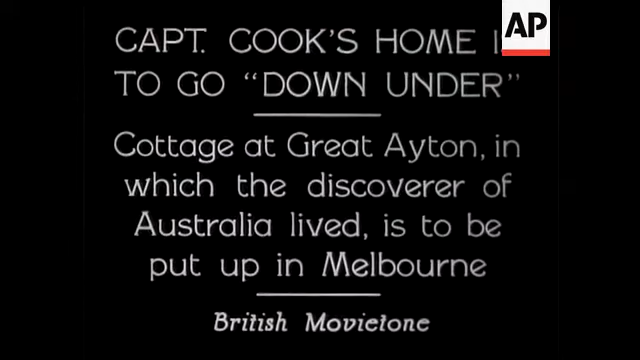 AP
CAPT. COOK'S HOME
TO GO "DOWN UNDER"
Cottage at Great Ayton, in
which the discoverer of
Australia lived, is to be
put up in Melbourne
British Movietone